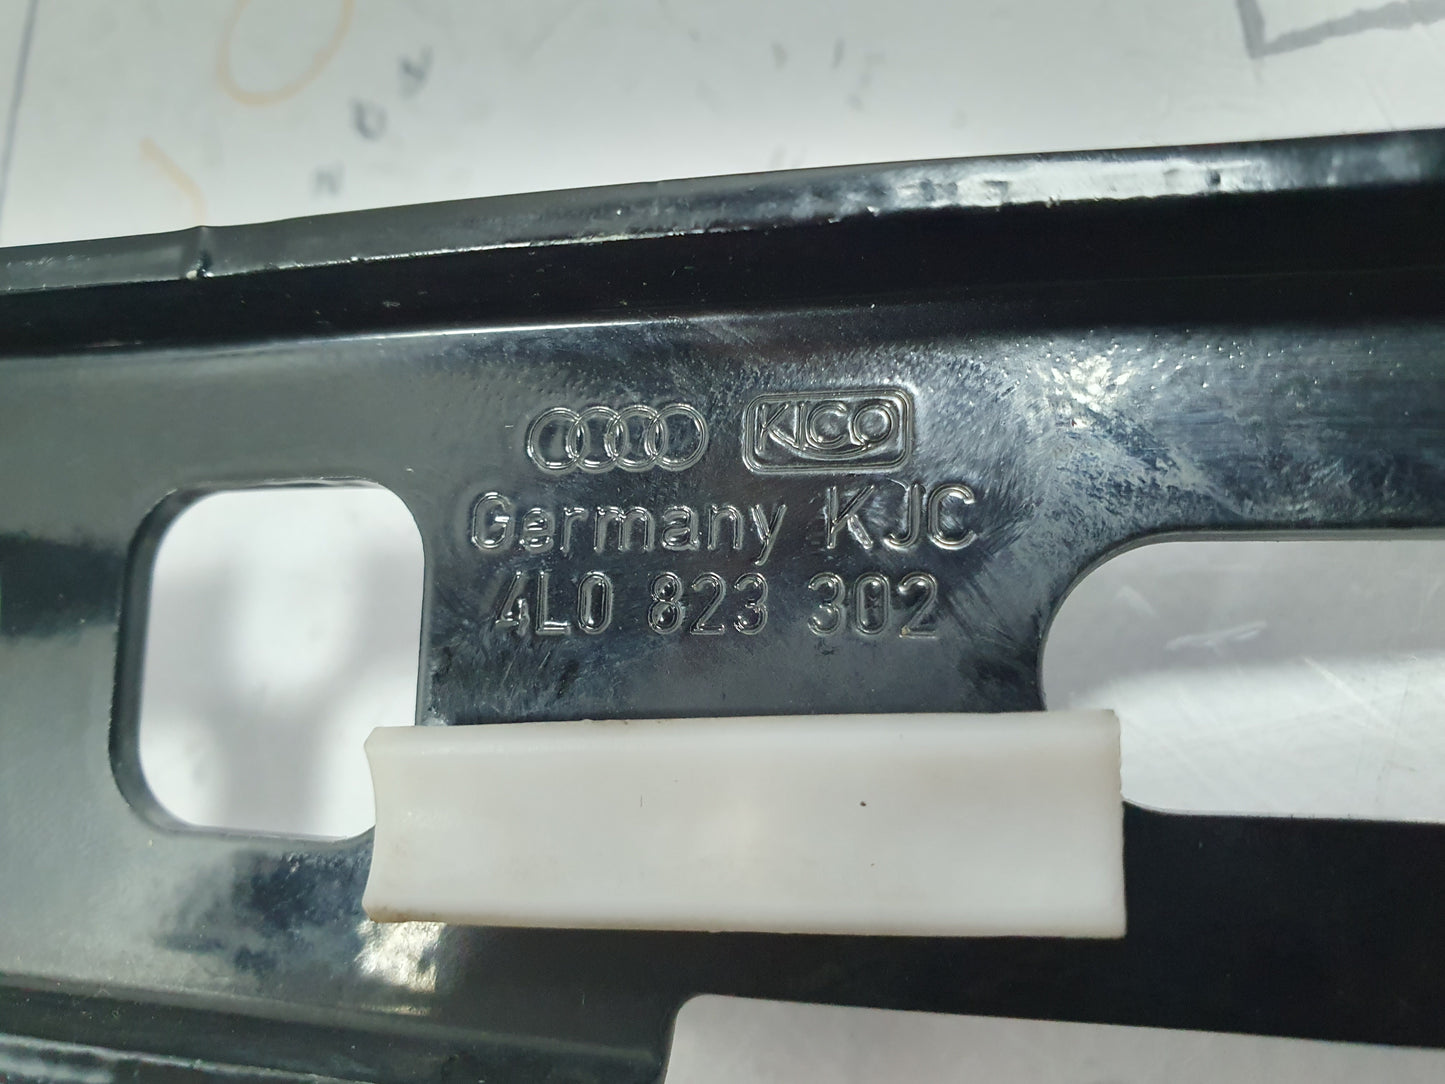 KICO
Germany KJC
4L0 823 302